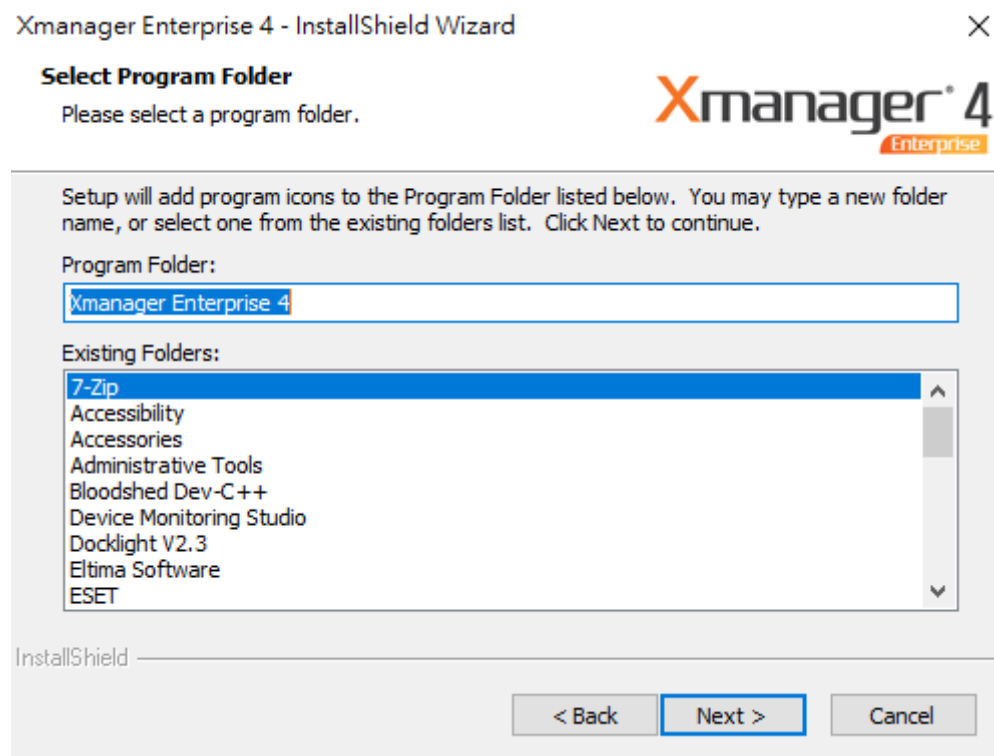 Xmanager Enterprise 4 - InstallShield Wizard
Select Program Folder
Please select a program folder.
Xmanager® 4
Enterprise
Setup will add program icons to the Program Folder listed below.  You may type a new folder
name, or select one from the existing folders list.  Click Next to continue.
Program Folder:
Xmanager Enterprise 4
Existing Folders:
7-Zip
Accessibility
Accessories
Administrative Tools
Bloodshed Dev-C++
Device Monitoring Studio
Docklight V2.3
Eltima Software
ESET
InstallShield
< Back
Next >
Cancel